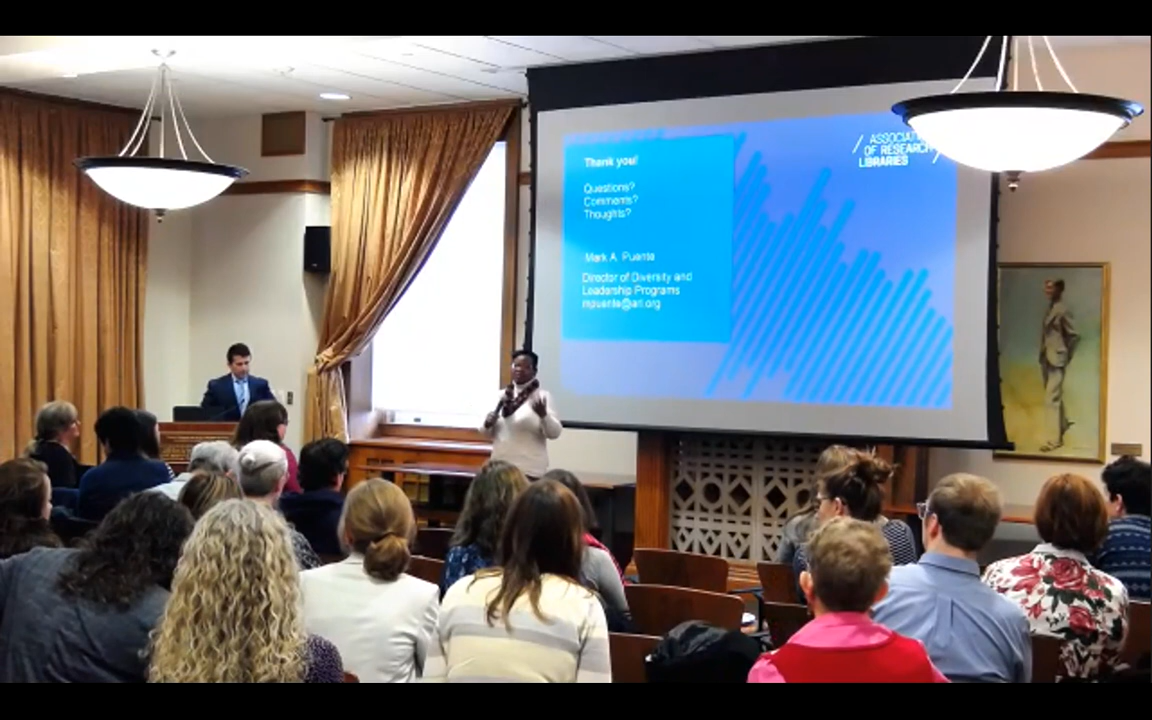 Thank you!
Questions?
Comments?
Thoughts?
Mark A. Puente
Director of Diversity and
Leadership Programs
mpuente@arl.org
/ ASSOCIATI
OF RESEARCH
LIBRARIES /